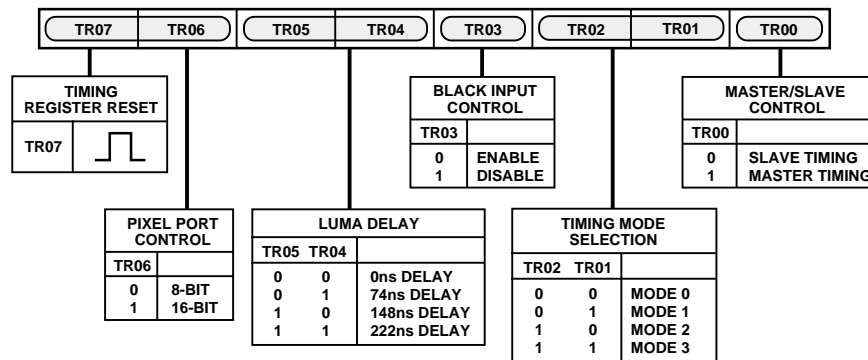 TR07 TR06 TR05 TR04 TR03 TR02 TR01 TR00
TIMING
REGISTER RESET
TR07
BLACK INPUT
CONTROL
TR03
0 ENABLE
1 DISABLE
MASTER/SLAVE
CONTROL
TR00
0 SLAVE TIMING
1 MASTER TIMING
PIXEL PORT
CONTROL
TR06
0 8-BIT
1 16-BIT
LUMA DELAY
TR05 TR04
0 0 0ns DELAY
0 1 74ns DELAY
1 0 148ns DELAY
1 1 222ns DELAY
TIMING MODE
SELECTION
TR02 TR01
0 0 MODE 0
0 1 MODE 1
1 0 MODE 2
1 1 MODE 3